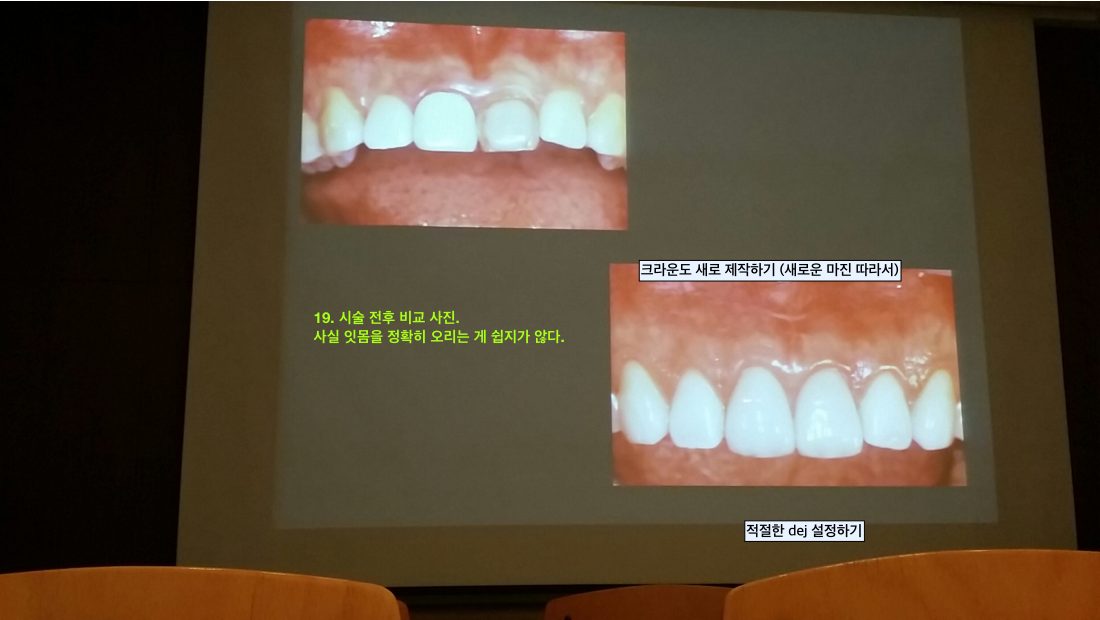 크라운도 새로 제작하기 (새로운 마진 따라서)
19. 시술 전후 비교 사진.
사실 잇몸을 정확히 오리는 게 쉽지가 않다.
적절한 dej 설정하기